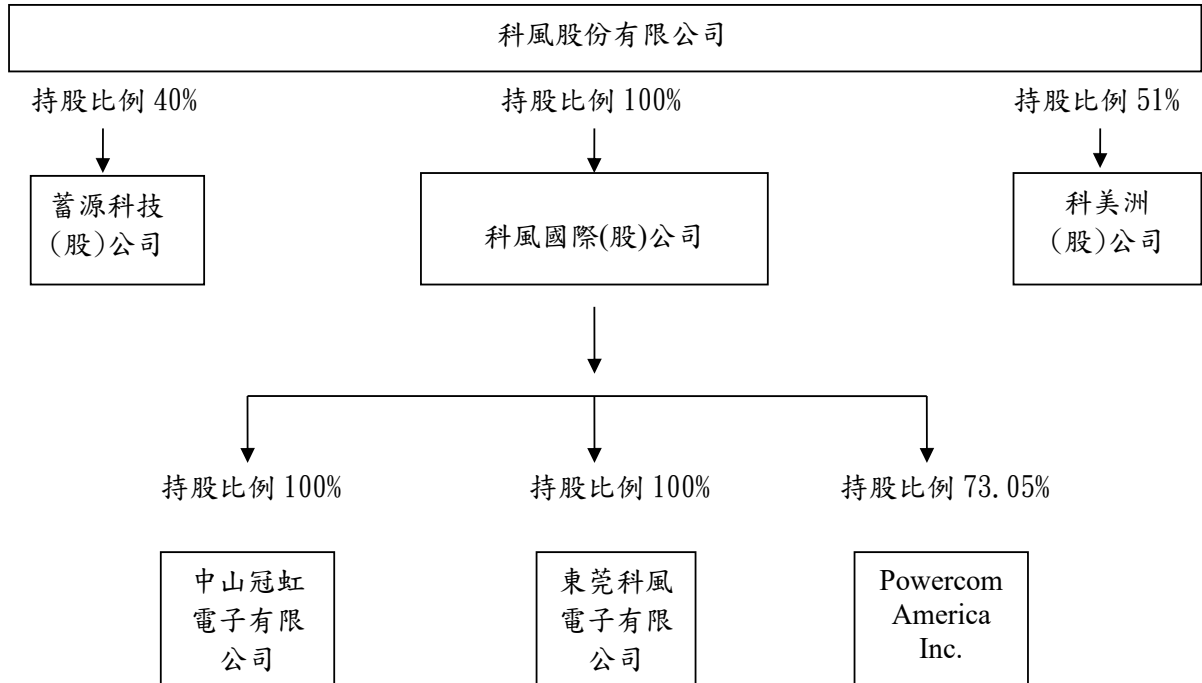 科風股份有限公司
持股比例 40%
持股比例 100%
持股比例 51%
蓄源科技
(股)公司
科風國際(股)公司
科美洲
(股)公司
持股比例 100%
持股比例 100%
持股比例 73.05%
中山冠虹
電子有限
公司
東莞科風
電子有限
公司
Powercom
America
Inc.